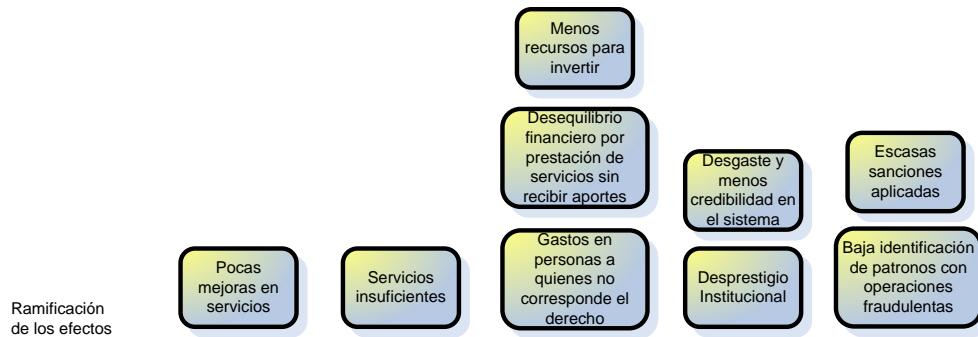 Menos
recursos para
invertir
Desequilibrio
financiero por
prestación de
servicios sin
recibir aportes
Desgaste y
menos
credibilidad en
el sistema
Escasas
sanciones
aplicadas
Pocas
mejoras en
servicios
Servicios
insuficientes
Gastos en
personas a
quienes no
corresponde el
derecho
Desprestigio
Institucional
Baja identificación
de patronos con
operaciones
fraudulentas
Ramificación
de los efectos